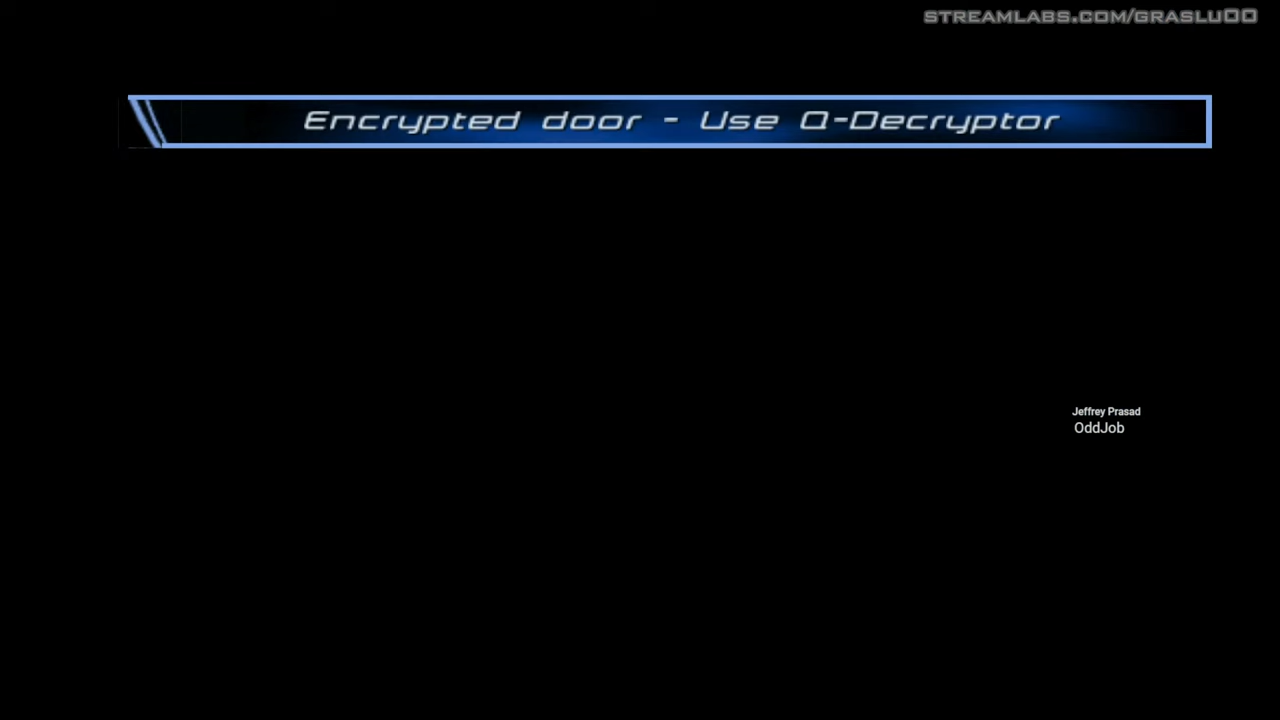 STREAMLABS.COM/GRASLU00
Encrypted door - Use Q-Decryptor
Jeffrey Prasad
OddJob